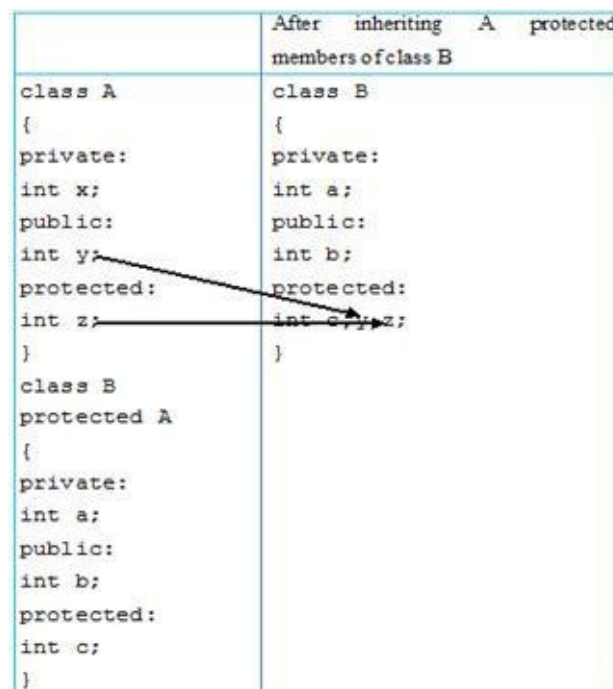 After inheriting A protected
members of class B
class A
{
private:
int x;
public:
int y;
protected:
int z;
}
class B
protected A
{
private:
int a;
public:
int b;
protected:
int c;
}
class B
{
private:
int a;
public:
int b;
protected:
int c,y,z;
}